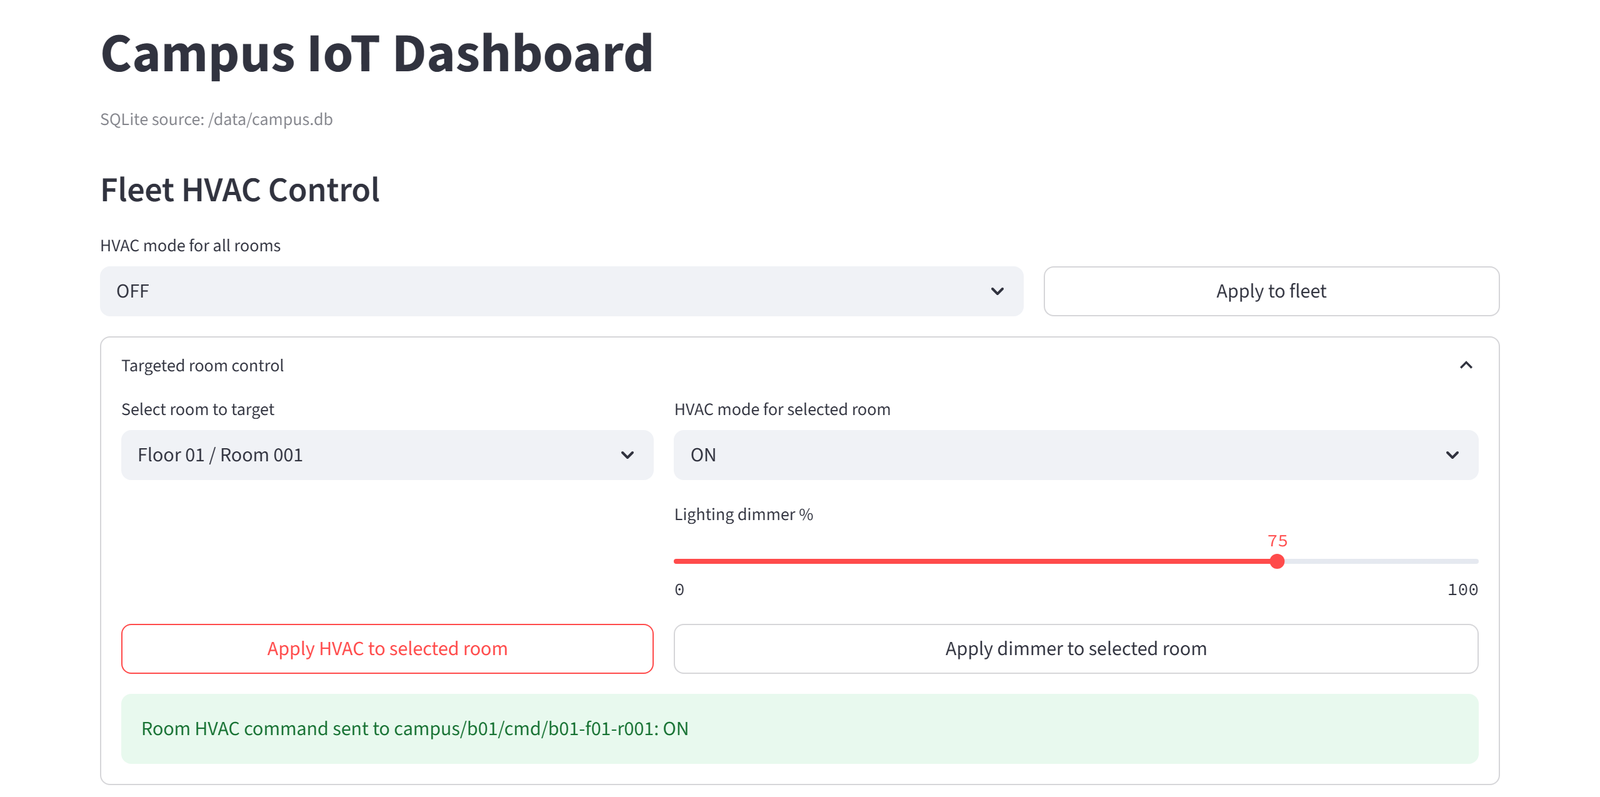 Campus IoT Dashboard
SQLite source: /data/campus.db
Fleet HVAC Control
HVAC mode for all rooms
OFF
Apply to fleet
Targeted room control
Select room to target
HVAC mode for selected room
Floor 01 / Room 001
ON
Lighting dimmer %
75
0
100
Apply HVAC to selected room
Apply dimmer to selected room
Room HVAC command sent to campus/b01/cmd/b01-f01-r001: ON